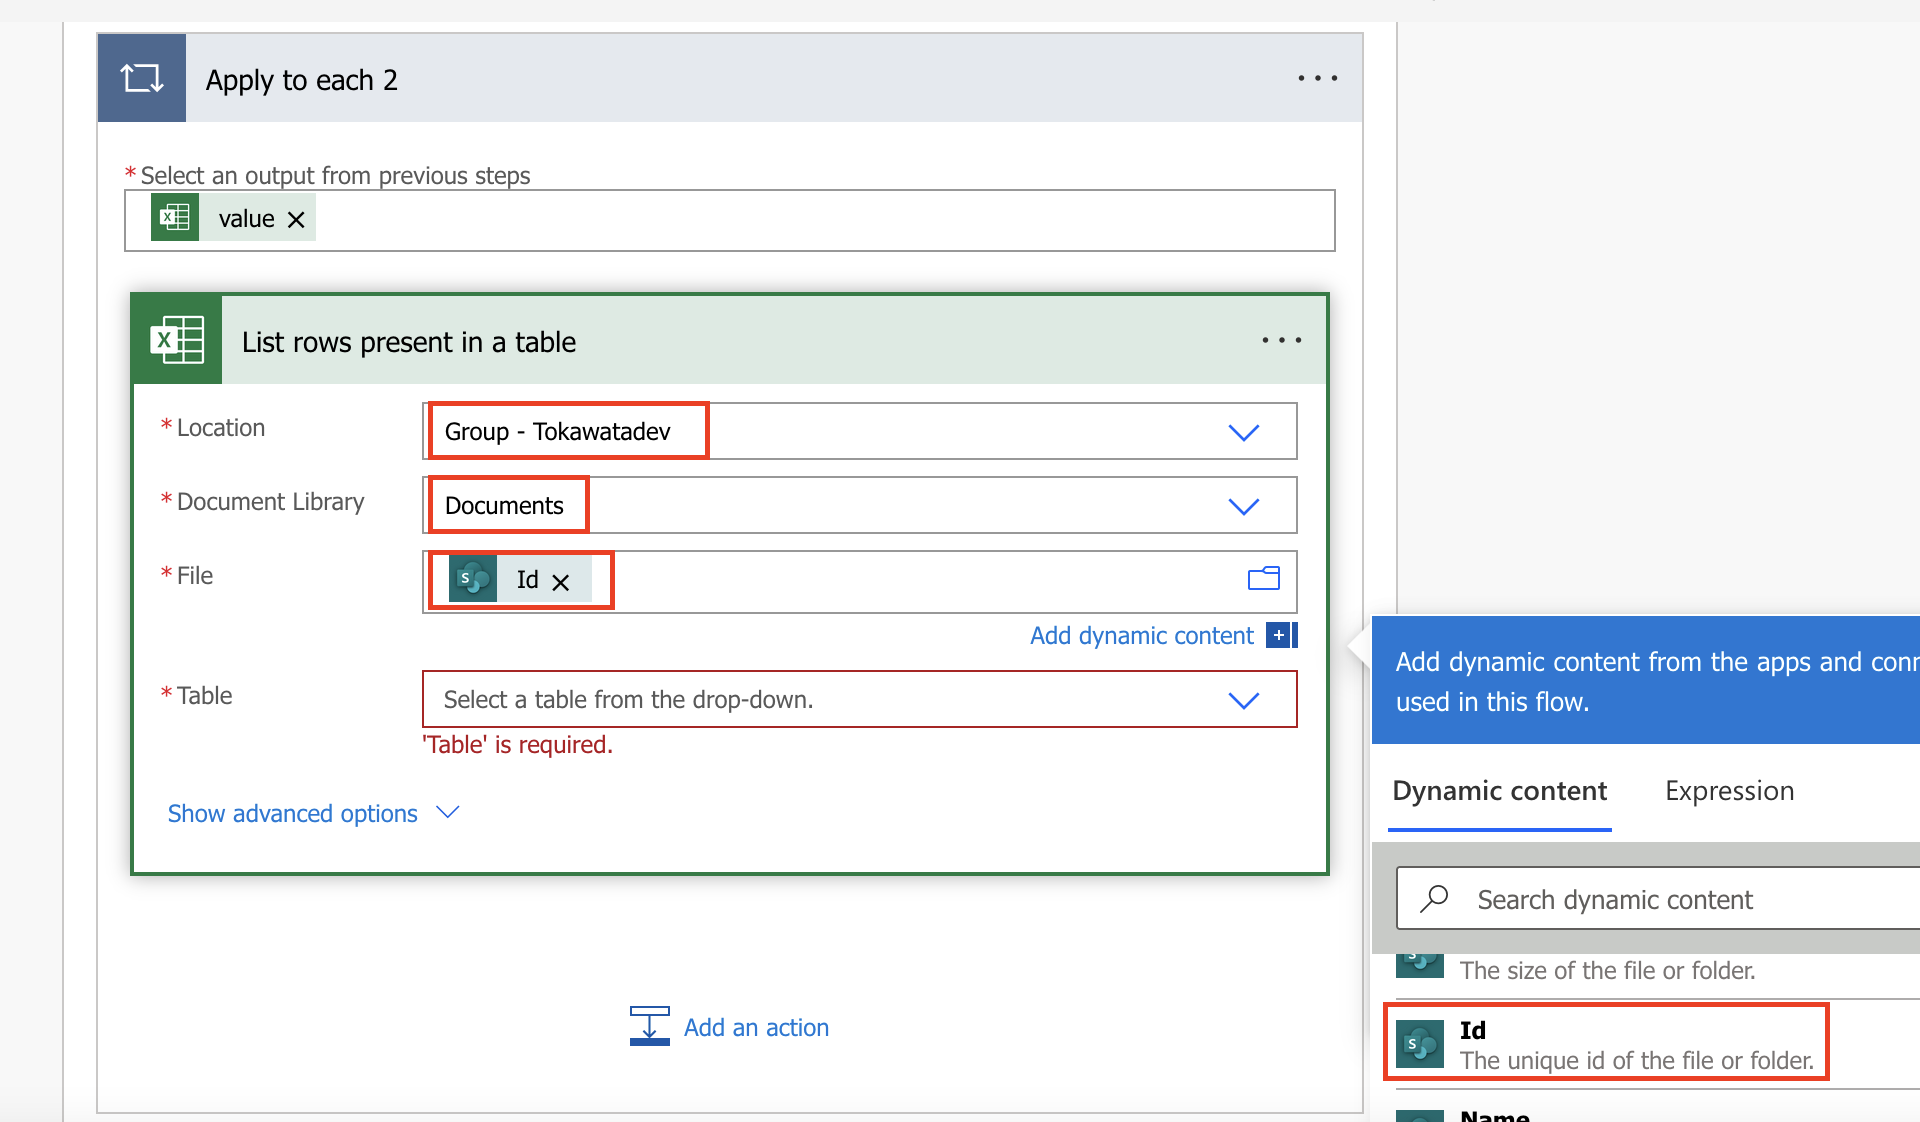 Apply to each 2
* Select an output from previous steps
value
List rows present in a table
* Location
Group - Tokawatadev
* Document Library
Documents
* File
Id
Add dynamic content
* Table
Select a table from the drop-down.
'Table' is required.
Show advanced options
Add an action
Add dynamic content from the apps and conn
used in this flow.
Dynamic content
Expression
Search dynamic content
The size of the file or folder.
Id
The unique id of the file or folder.
Name